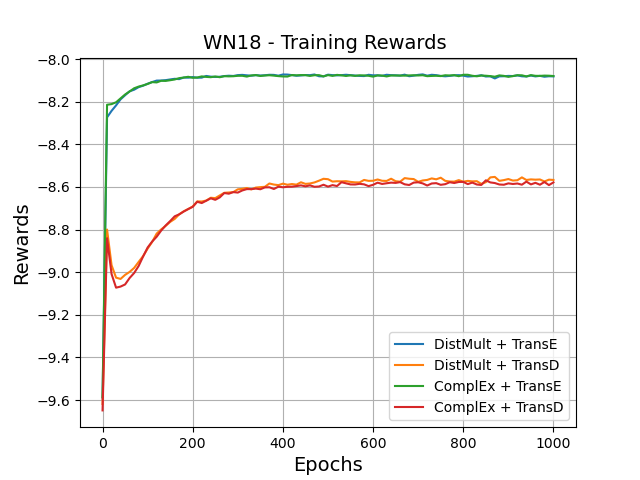 WN18 - Training Rewards
Rewards
−8.0
−8.2
−8.4
−8.6
−8.8
−9.0
−9.2
−9.4
−9.6
0 200 400 600 800 1000
Epochs
DistMult + TransE
DistMult + TransD
ComplEx + TransE
ComplEx + TransD